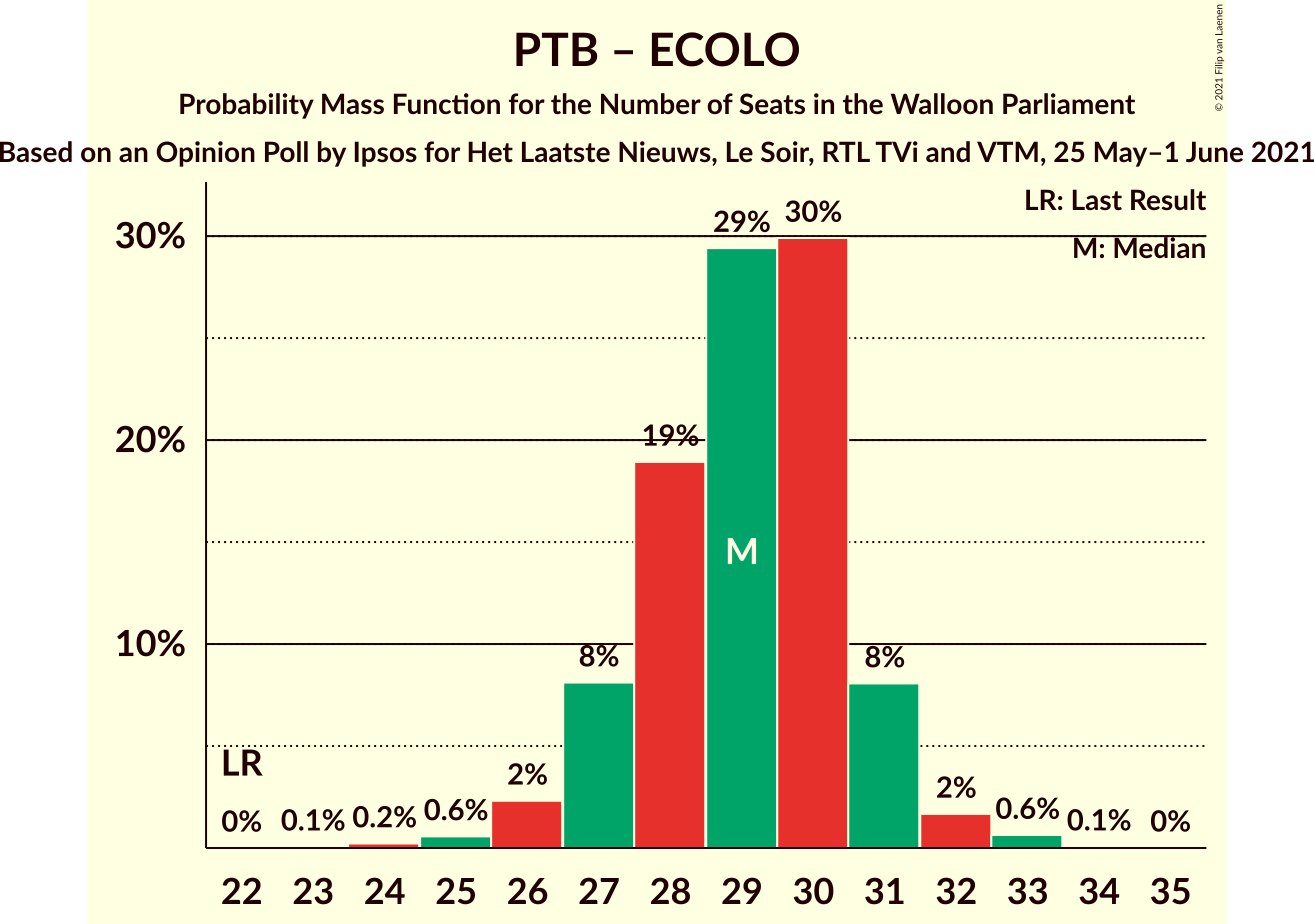 PTB – ECOLO
Probability Mass Function for the Number of Seats in the Walloon Parliament
Based on an Opinion Poll by Ipsos for Het Laatste Nieuws, Le Soir, RTL TVi and VTM, 25 May–1 June 2021
© 2021 Filip van Laenen
LR: Last Result
M: Median
30%
20%
10%
LR
0% 0.1% 0.2% 0.6% 2% 8% 19% 29% 30% 8% 2% 0.6% 0.1% 0%
M
22 23 24 25 26 27 28 29 30 31 32 33 34 35